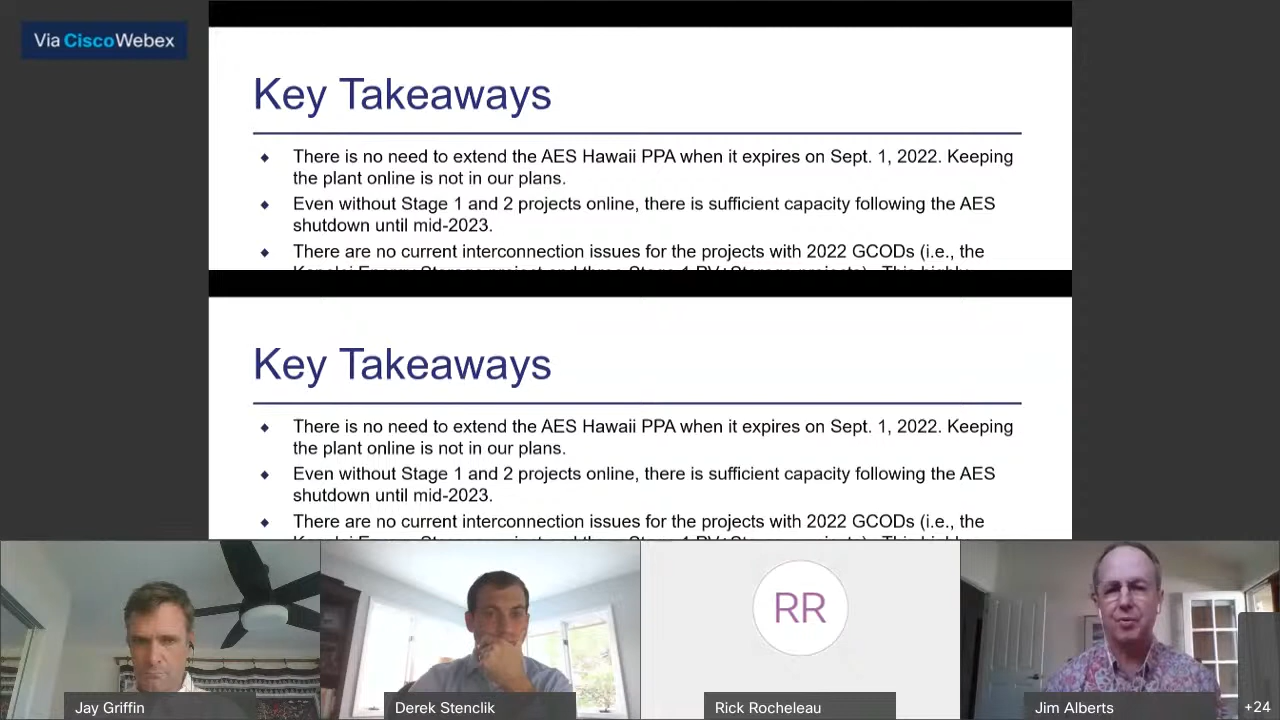 Via CiscoWebex
Key Takeaways
There is no need to extend the AES Hawaii PPA when it expires on Sept. 1, 2022. Keeping
the plant online is not in our plans.
Even without Stage 1 and 2 projects online, there is sufficient capacity following the AES
shutdown until mid-2023.
There are no current interconnection issues for the projects with 2022 GCODs (i.e., the
Key Takeaways
There is no need to extend the AES Hawaii PPA when it expires on Sept. 1, 2022. Keeping
the plant online is not in our plans.
Even without Stage 1 and 2 projects online, there is sufficient capacity following the AES
shutdown until mid-2023.
There are no current interconnection issues for the projects with 2022 GCODs (i.e., the
RR
Jay Griffin
Derek Stenclik
Rick Rocheleau
Jim Alberts
+24